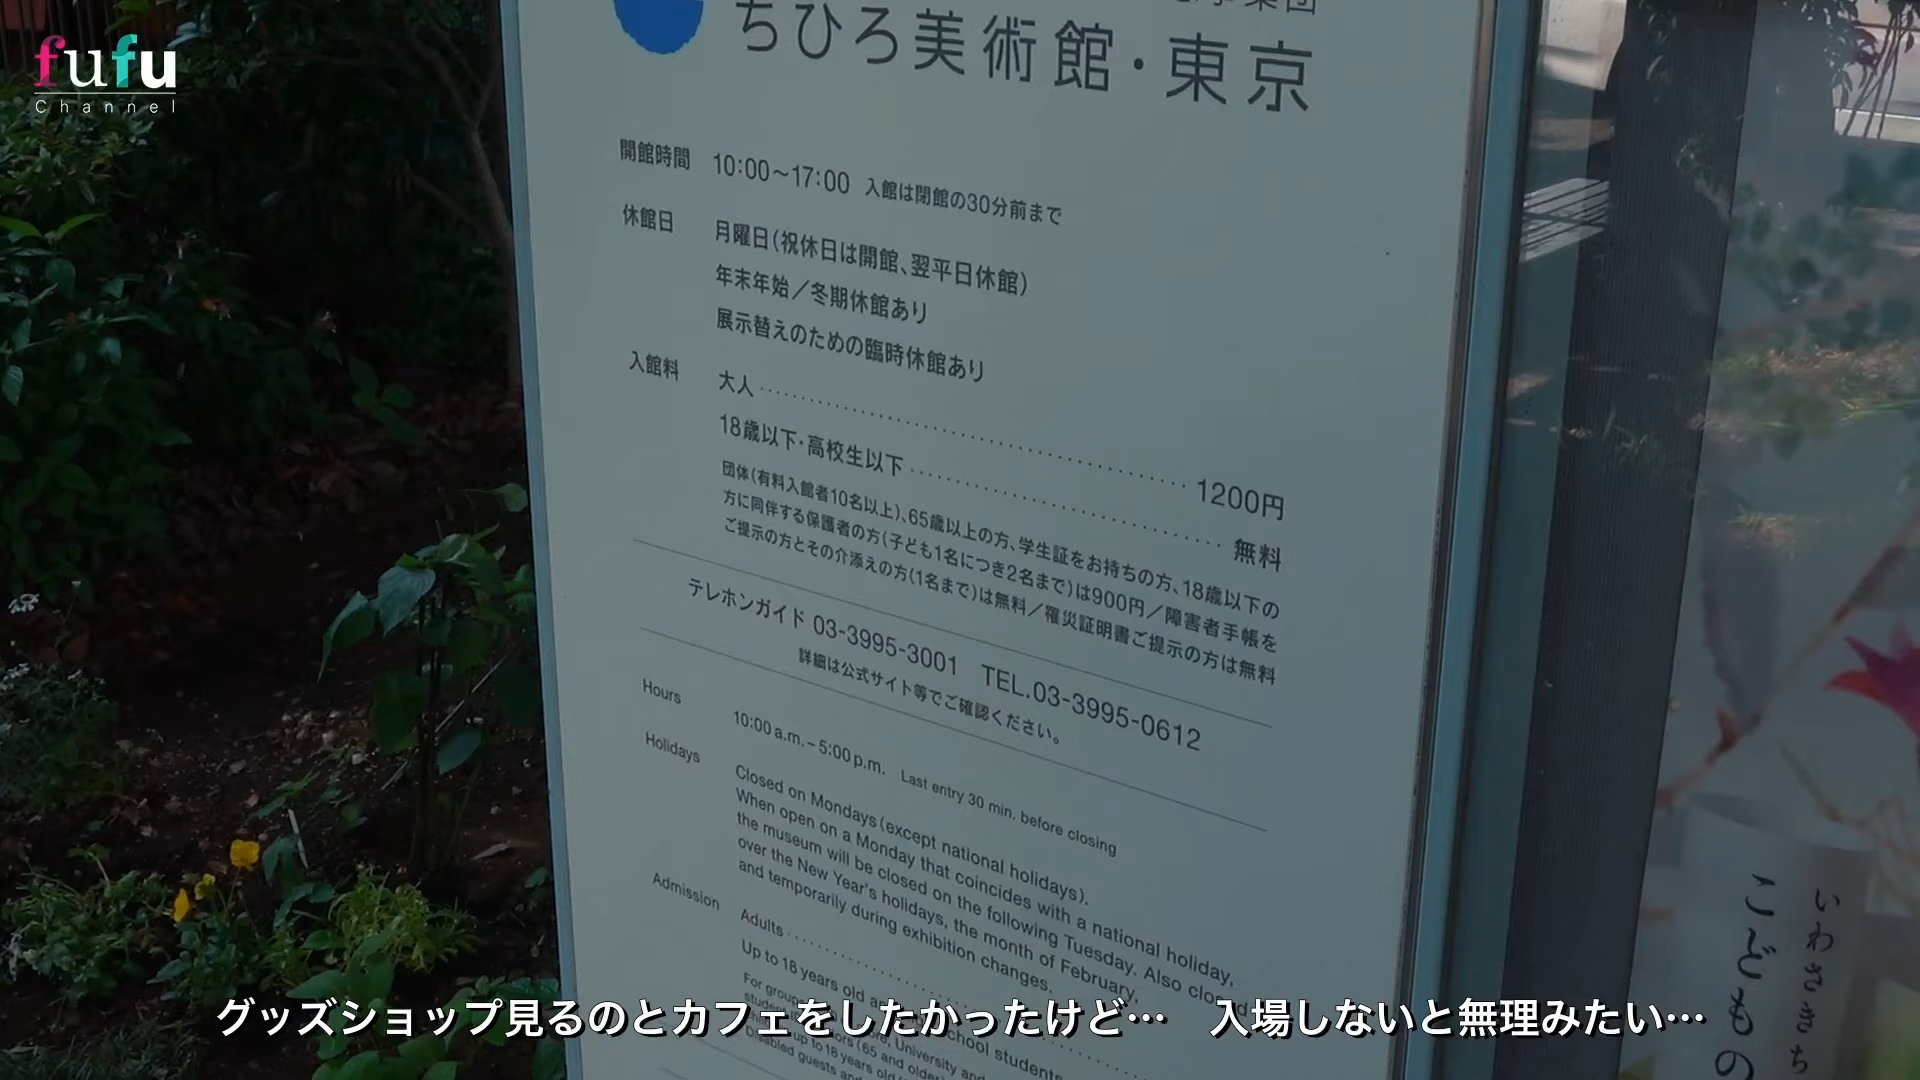 fufu
Channel
ちひろ美術館・東京
開館時間 10:00～17:00 入館は閉館の30分前まで
休館日 月曜日(祝休日は開館、翌平日休館)
年末年始／冬期休館あり
展示替えのための臨時休館あり
入館料 大人 1200円
18歳以下・高校生以下 無料
団体(有料入館者10名以上)、65歳以上の方、学生証をお持ちの方、18歳以下の
方に同伴する保護者の方(子ども1名につき2名まで)は900円／障害者手帳を
ご提示の方とその介添えの方(1名まで)は無料／罹災証明書ご提示の方は無料
テレホンガイド 03-3995-3001 TEL.03-3995-0612
詳細は公式サイト等でご確認ください。
Hours 10:00 a.m. – 5:00 p.m. Last entry 30 min. before closing
Holidays Closed on Mondays (except national holidays).
When open on a Monday that coincides with a national holiday,
the museum will be closed on the following Tuesday. Also closed
over the New Year's holidays, the month of February,
and temporarily during exhibition changes.
Admission Adults
Up to 18 years old
school students
University and
(65 and older)
up to 18 years old
Disabled guests and
いわさきち
こどもの
グッズショップ見るのとカフェをしたかったけど… 入場しないと無理みたい…